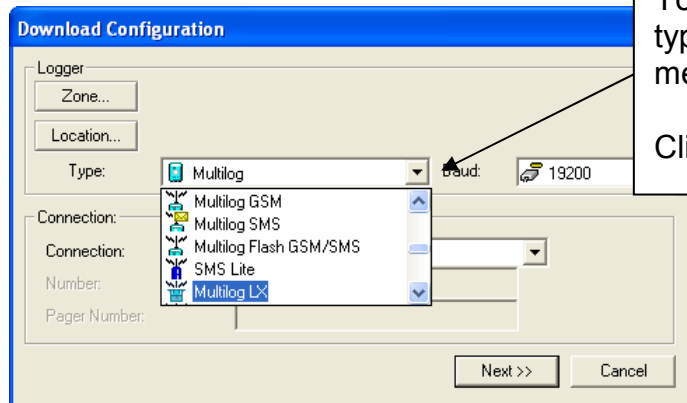 Download Configuration
Logger
Zone...
Location...
Type:
Multilog
Baud:
19200
Multilog GSM
Multilog SMS
Multilog Flash GSM/SMS
SMS Lite
Multilog LX
Connection:
Connection:
Number:
Pager Number:
Next >>
Cancel